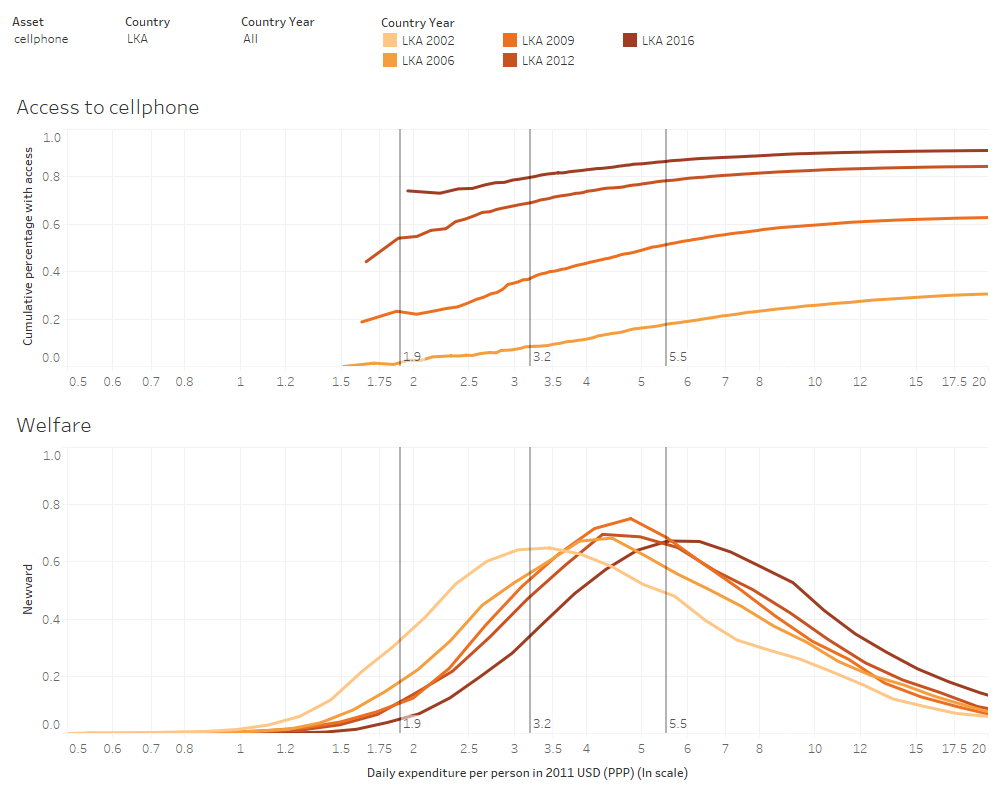 Asset
cellphone
Country
LKA
Country Year
All
Country Year
LKA 2002
LKA 2009
LKA 2016
LKA 2006
LKA 2012
Access to cellphone
Cumulative percentage with access
1.0
0.8
0.6
0.4
0.2
0.0
1.9
3.2
5.5
0.5 0.6 0.7 0.8 1 1.2 1.5 1.75 2 2.5 3 3.5 4 5 6 7 8 10 12 15 17.5 20
Welfare
Newward
1.0
0.8
0.6
0.4
0.2
0.0
1.9
3.2
5.5
0.5 0.6 0.7 0.8 1 1.2 1.5 1.75 2 2.5 3 3.5 4 5 6 7 8 10 12 15 17.5 20
Daily expenditure per person in 2011 USD (PPP) (ln scale)